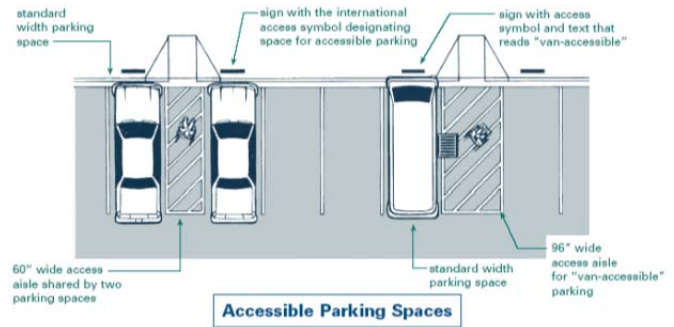 standard
width parking
space
sign with the international
access symbol designating
space for accessible parking
sign with access
symbol and text that
reads "van-accessible"
60" wide access
aisle shared by two
parking spaces
standard width
parking space
96" wide
access aisle
for "van-accessible"
parking
Accessible Parking Spaces